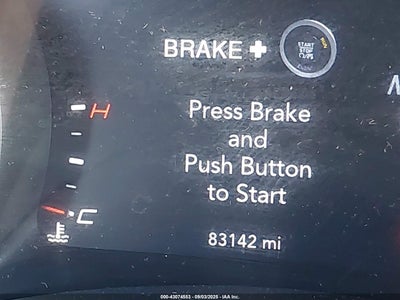 BRAKE +
RUN
START
STOP
H
Press Brake
and
Push Button
to Start
C
83142 mi
000-43074553 - 09/03/2025 - IAA Inc.